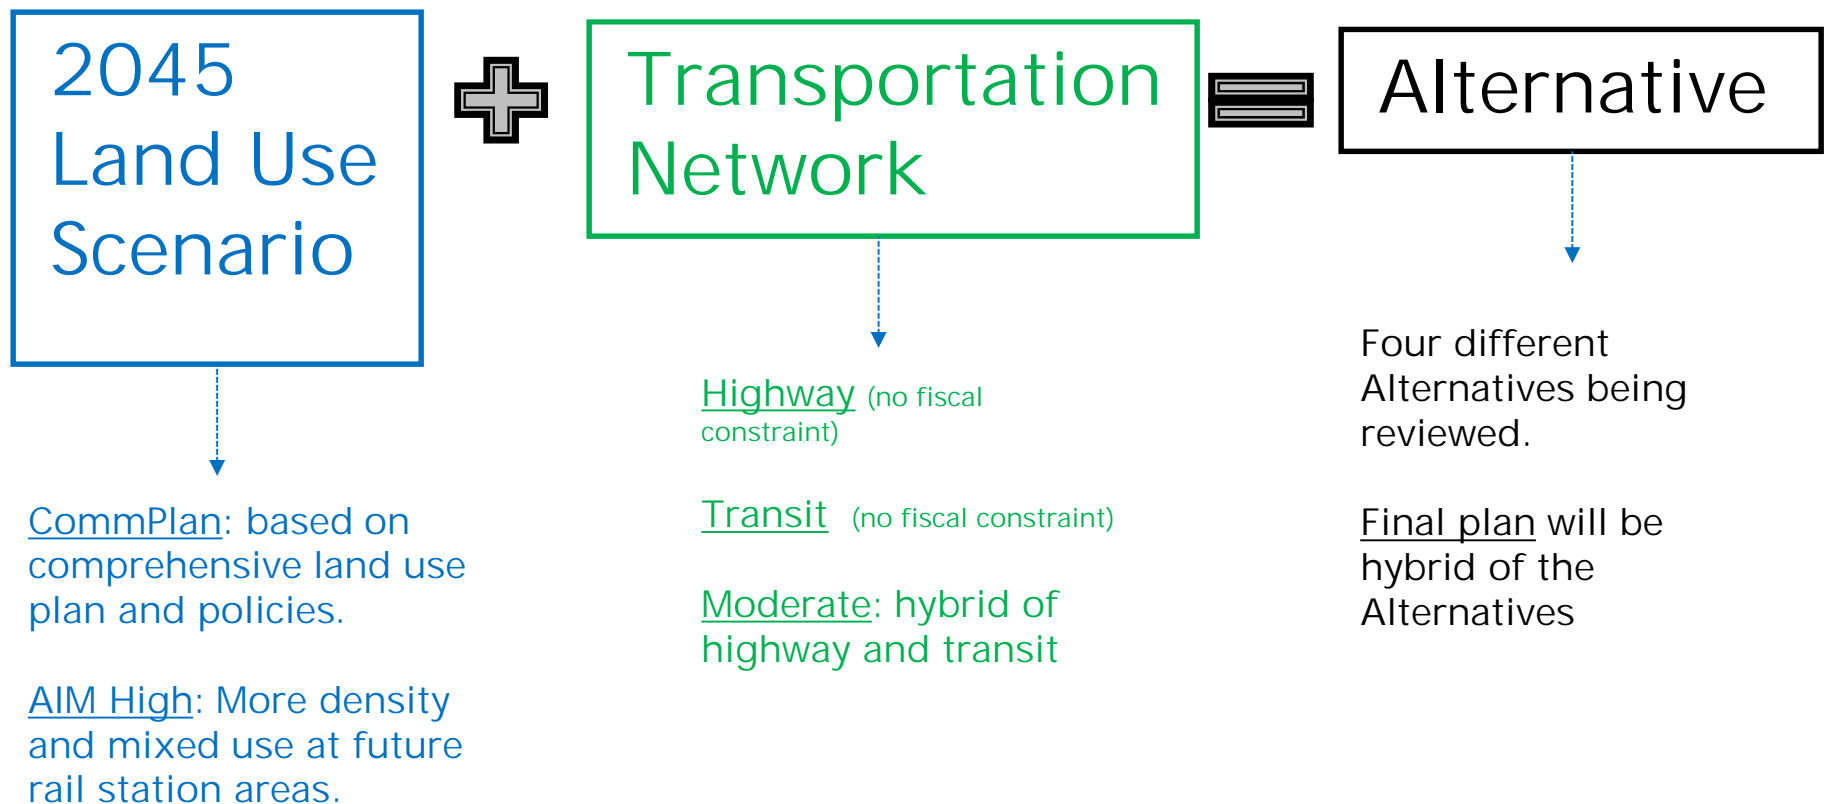 2045
Land Use
Scenario
Transportation
Network
Alternative
CommPlan: based on
comprehensive land use
plan and policies.
AIM High: More density
and mixed use at future
rail station areas.
Highway (no fiscal
constraint)
Transit (no fiscal constraint)
Moderate: hybrid of
highway and transit
Four different
Alternatives being
reviewed.
Final plan will be
hybrid of the
Alternatives